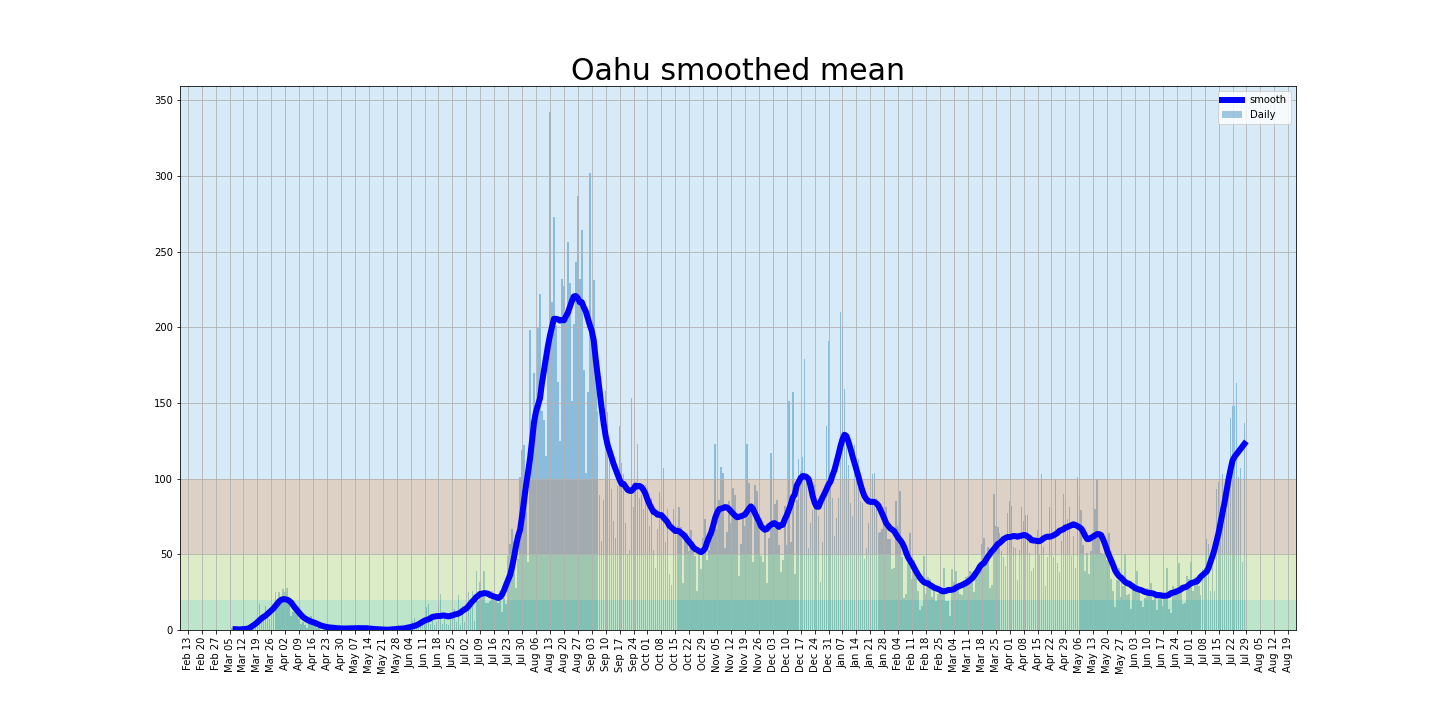 Oahu smoothed mean
smooth
Daily
350
300
250
200
150
100
50
0
Feb 13
Feb 20
Feb 27
Mar 05
Mar 12
Mar 19
Mar 26
Apr 02
Apr 09
Apr 16
Apr 23
Apr 30
May 07
May 14
May 21
May 28
Jun 04
Jun 11
Jun 18
Jun 25
Jul 02
Jul 09
Jul 16
Jul 23
Jul 30
Aug 06
Aug 13
Aug 20
Aug 27
Sep 03
Sep 10
Sep 17
Sep 24
Oct 01
Oct 08
Oct 15
Oct 22
Oct 29
Nov 05
Nov 12
Nov 19
Nov 26
Dec 03
Dec 10
Dec 17
Dec 24
Dec 31
Jan 07
Jan 14
Jan 21
Jan 28
Feb 04
Feb 11
Feb 18
Feb 25
Mar 04
Mar 11
Mar 18
Mar 25
Apr 01
Apr 08
Apr 15
Apr 22
Apr 29
May 06
May 13
May 20
May 27
Jun 03
Jun 10
Jun 17
Jun 24
Jul 01
Jul 08
Jul 15
Jul 22
Jul 29
Aug 05
Aug 12
Aug 19